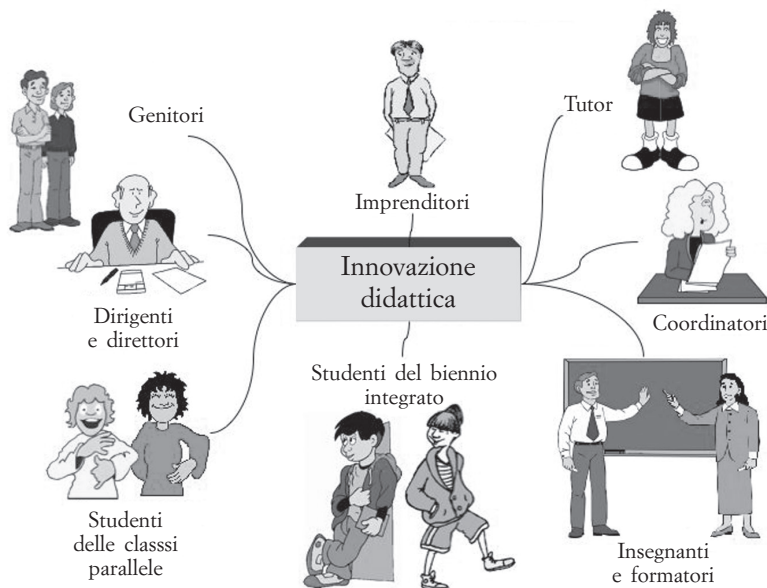 Genitori
Tutor
Imprenditori
Innovazione
didattica
Dirigenti
e direttori
Coordinatori
Studenti del biennio
integrato
Studenti
delle classsi
parallele
Insegnanti
e formatori